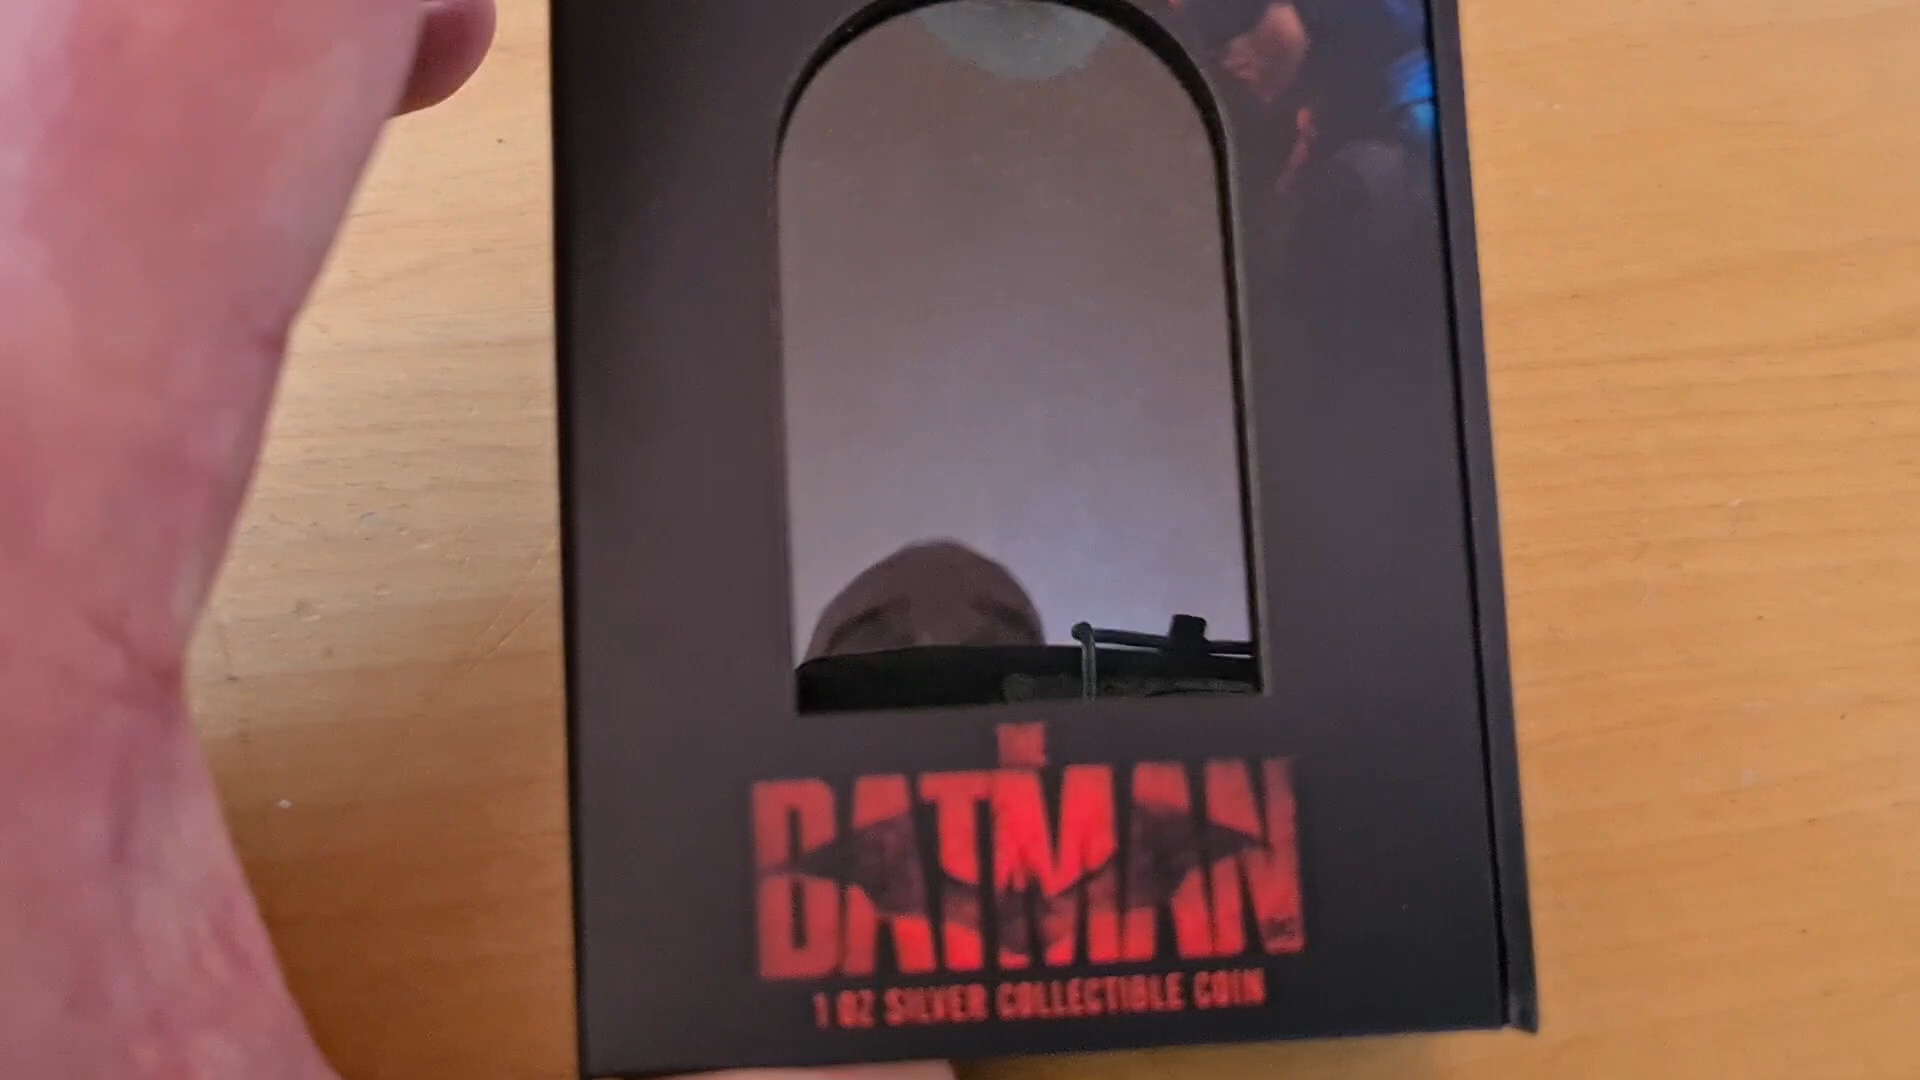 THE
BATMAN
1 OZ SILVER COLLECTIBLE COIN